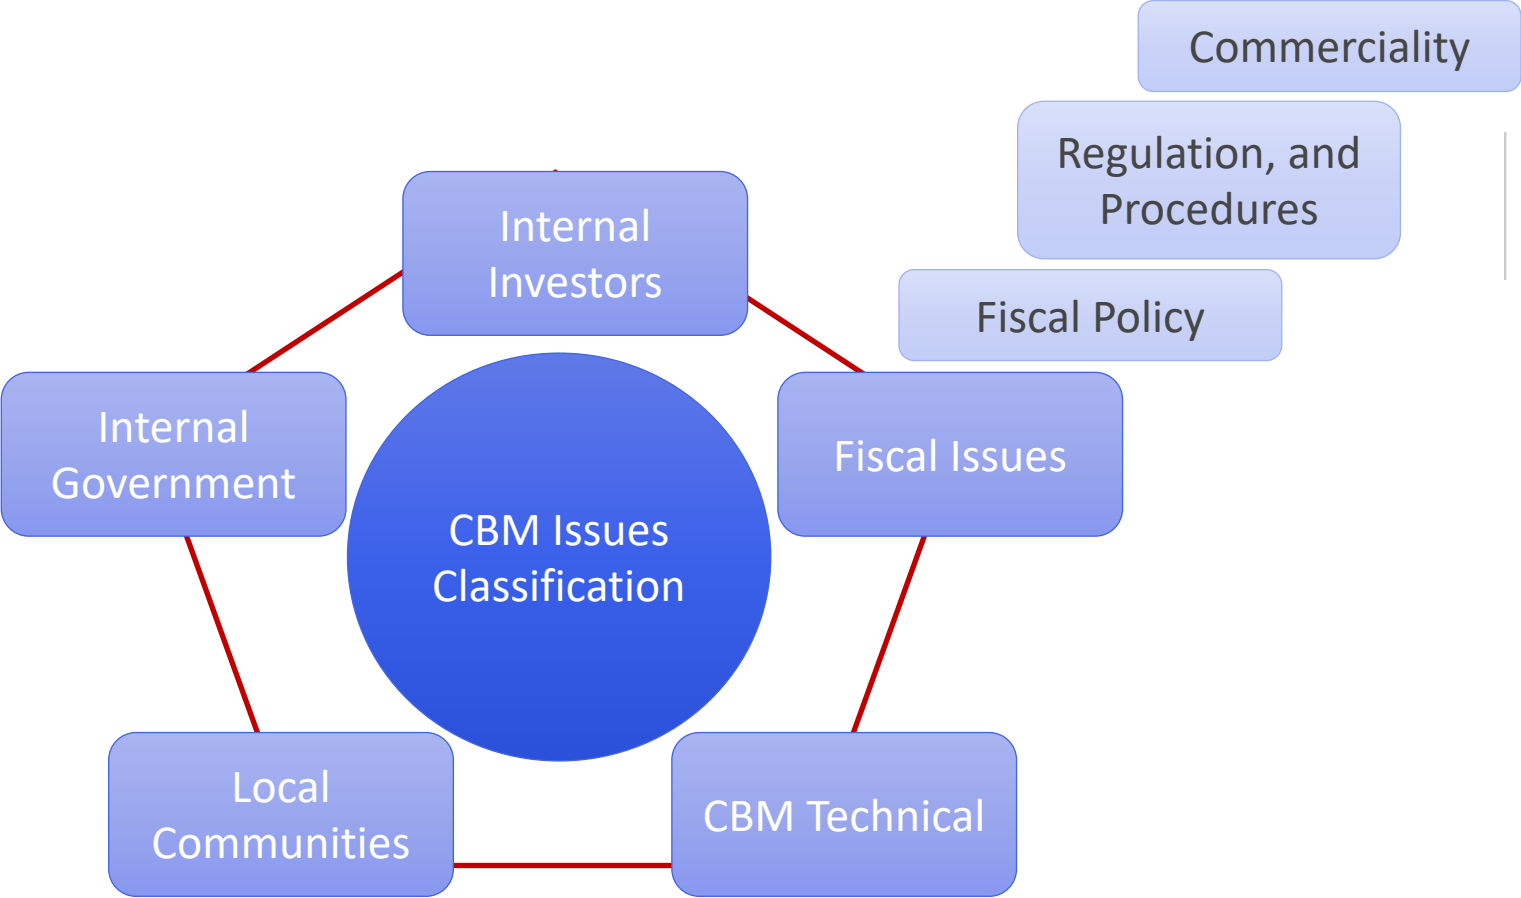 Commerciality
Regulation, and
Procedures
Fiscal Policy
Internal
Investors
Internal
Government
Fiscal Issues
CBM Issues
Classification
Local
Communities
CBM Technical